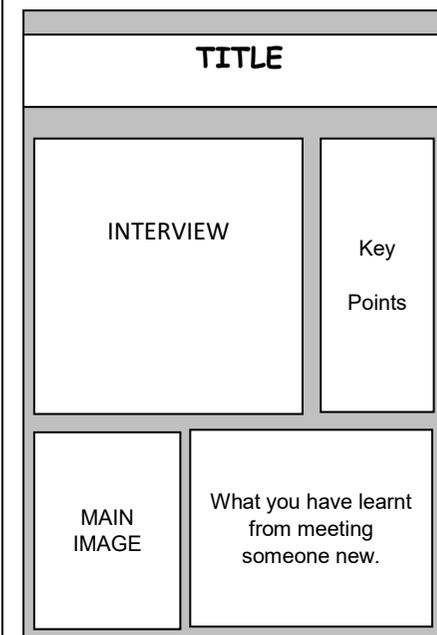 TITLE
INTERVIEW
Key
Points
MAIN
IMAGE
What you have learnt
from meeting
someone new.